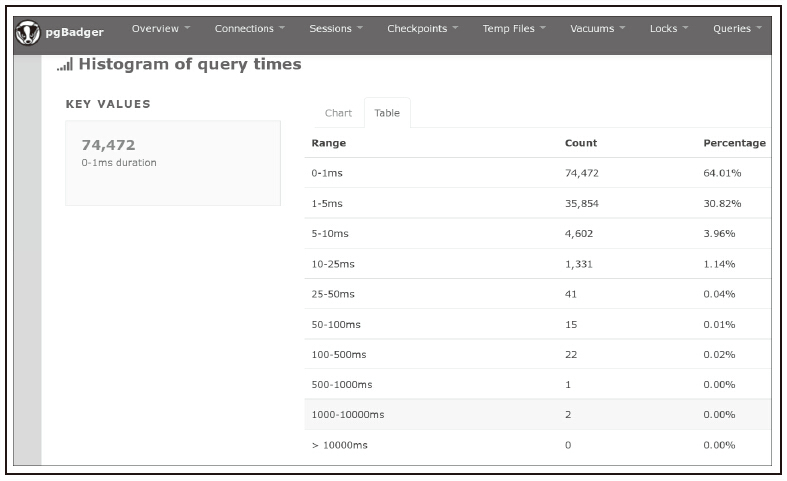 pgBadger Overview Connections Sessions Checkpoints Temp Files Vacuums Locks Queries
Histogram of query times
KEY VALUES
74,472
0-1ms duration
Chart Table
Range Count Percentage
0-1ms 74,472 64.01%
1-5ms 35,854 30.82%
5-10ms 4,602 3.96%
10-25ms 1,331 1.14%
25-50ms 41 0.04%
50-100ms 15 0.01%
100-500ms 22 0.02%
500-1000ms 1 0.00%
1000-10000ms 2 0.00%
> 10000ms 0 0.00%